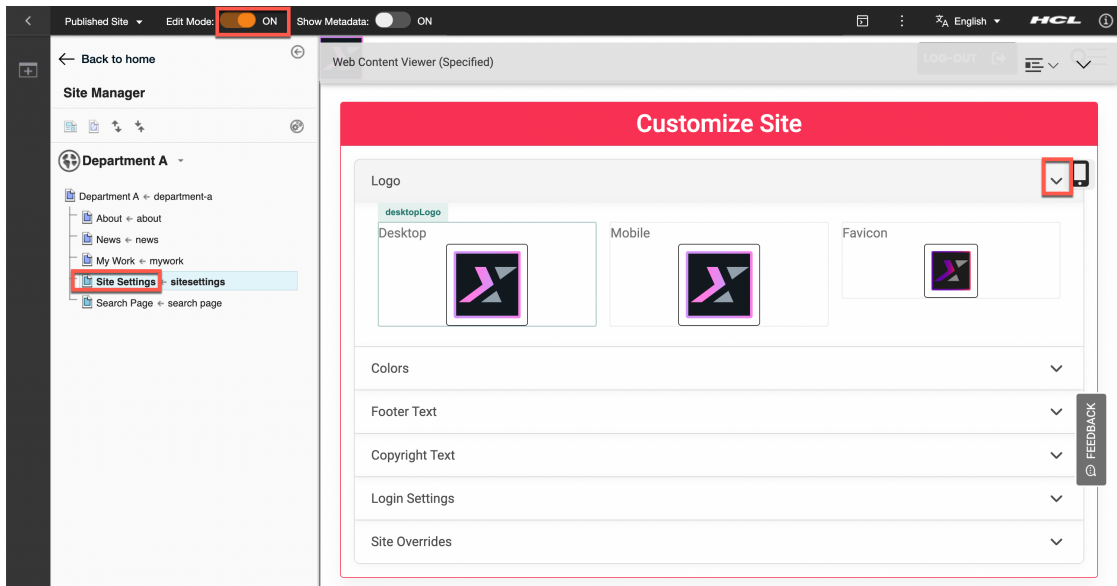 Published Site
Edit Mode: ON
Show Metadata: ON
English
HCL
Back to home
Site Manager
Department A
Department A ← department-a
About ← about
News ← news
My Work ← mywork
Site Settings ← sitesettings
Search Page ← search page
Web Content Viewer (Specified)
LOG-OUT
Customize Site
Logo
desktopLogo
Desktop
Mobile
Favicon
Colors
Footer Text
Copyright Text
Login Settings
Site Overrides
FEEDBACK